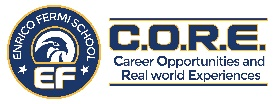 ENRICO FERMI SCHOOL
EF
C.O.R.E.
Career Opportunities and
Real world Experiences